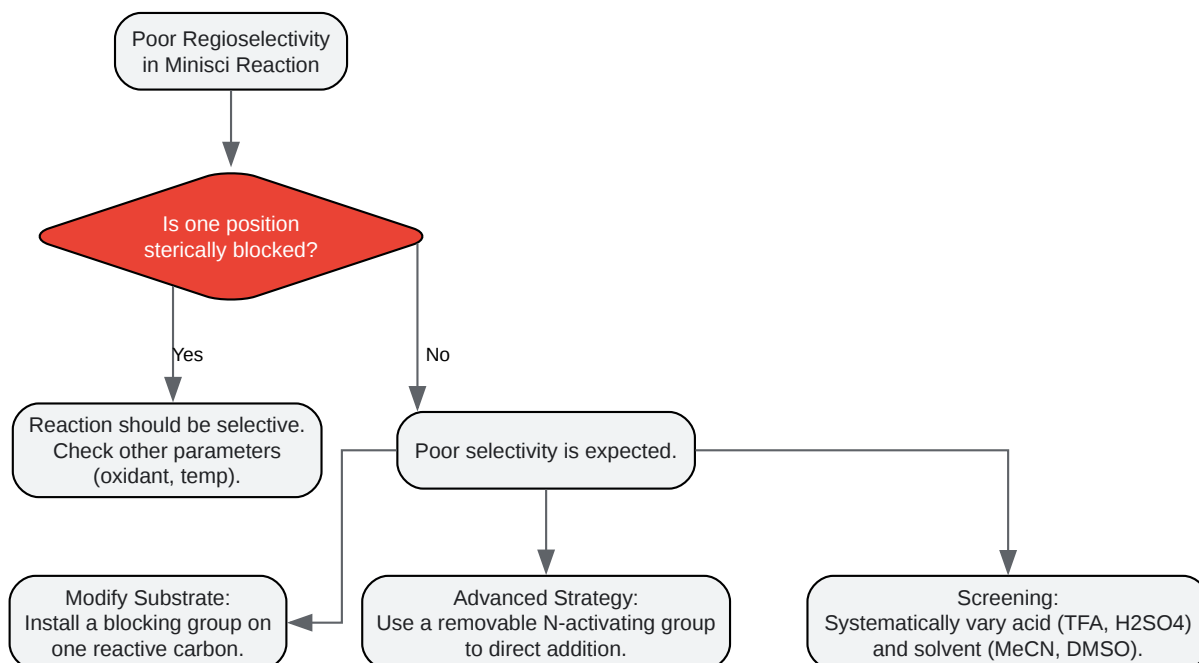 Poor Regioselectivity
in Minisci Reaction
Is one position
sterically blocked?
Yes
No
Reaction should be selective.
Check other parameters
(oxidant, temp).
Poor selectivity is expected.
Modify Substrate:
Install a blocking group on
one reactive carbon.
Advanced Strategy:
Use a removable N-activating group
to direct addition.
Screening:
Systematically vary acid (TFA, H2SO4)
and solvent (MeCN, DMSO).